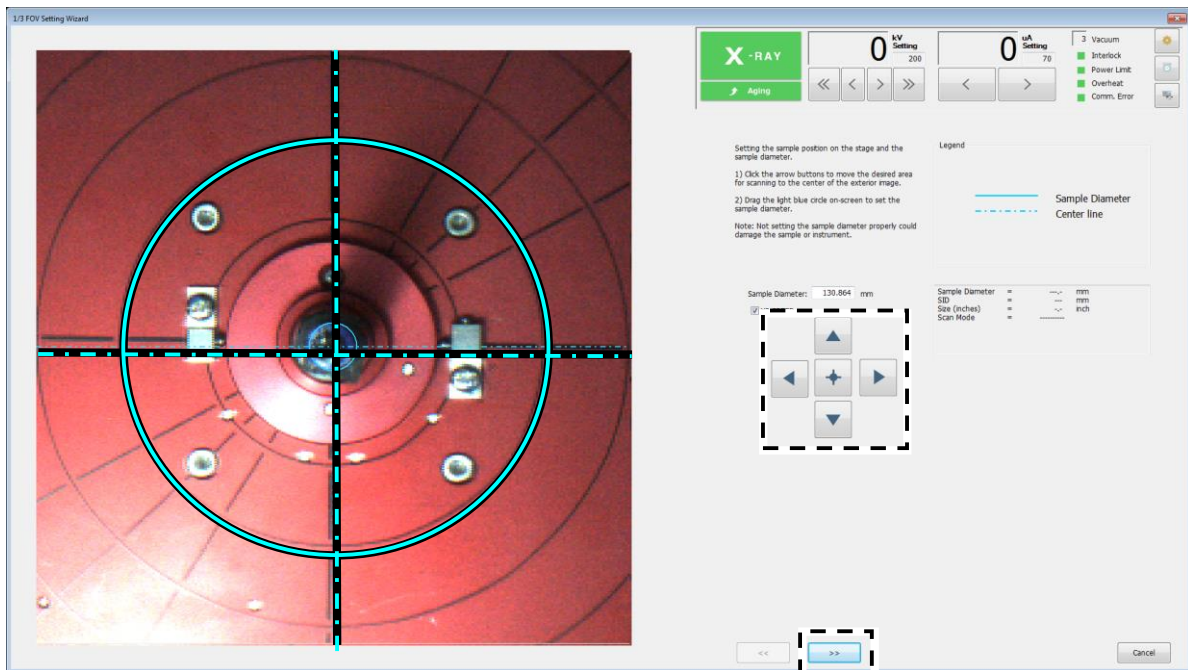 1/3 FOV Setting Wizard
X-RAY
Aging
0 kV Setting 200
0 uA Setting 70
<< < > >>
< >
3 Vacuum
Interlock
Power Limit
Overheat
Comm. Error
Setting the sample position on the stage and the
sample diameter.
1) Click the arrow buttons to move the desired area
for scanning to the center of the exterior image.
2) Drag the light blue circle on-screen to set the
sample diameter.
Note: Not setting the sample diameter properly could
damage the sample or instrument.
Legend
Sample Diameter
Center line
Sample Diameter: 130.864 mm
Sample Diameter = ---.- mm
SID = --- mm
Size (inches) = -.- inch
Scan Mode = --------
<< >> Cancel